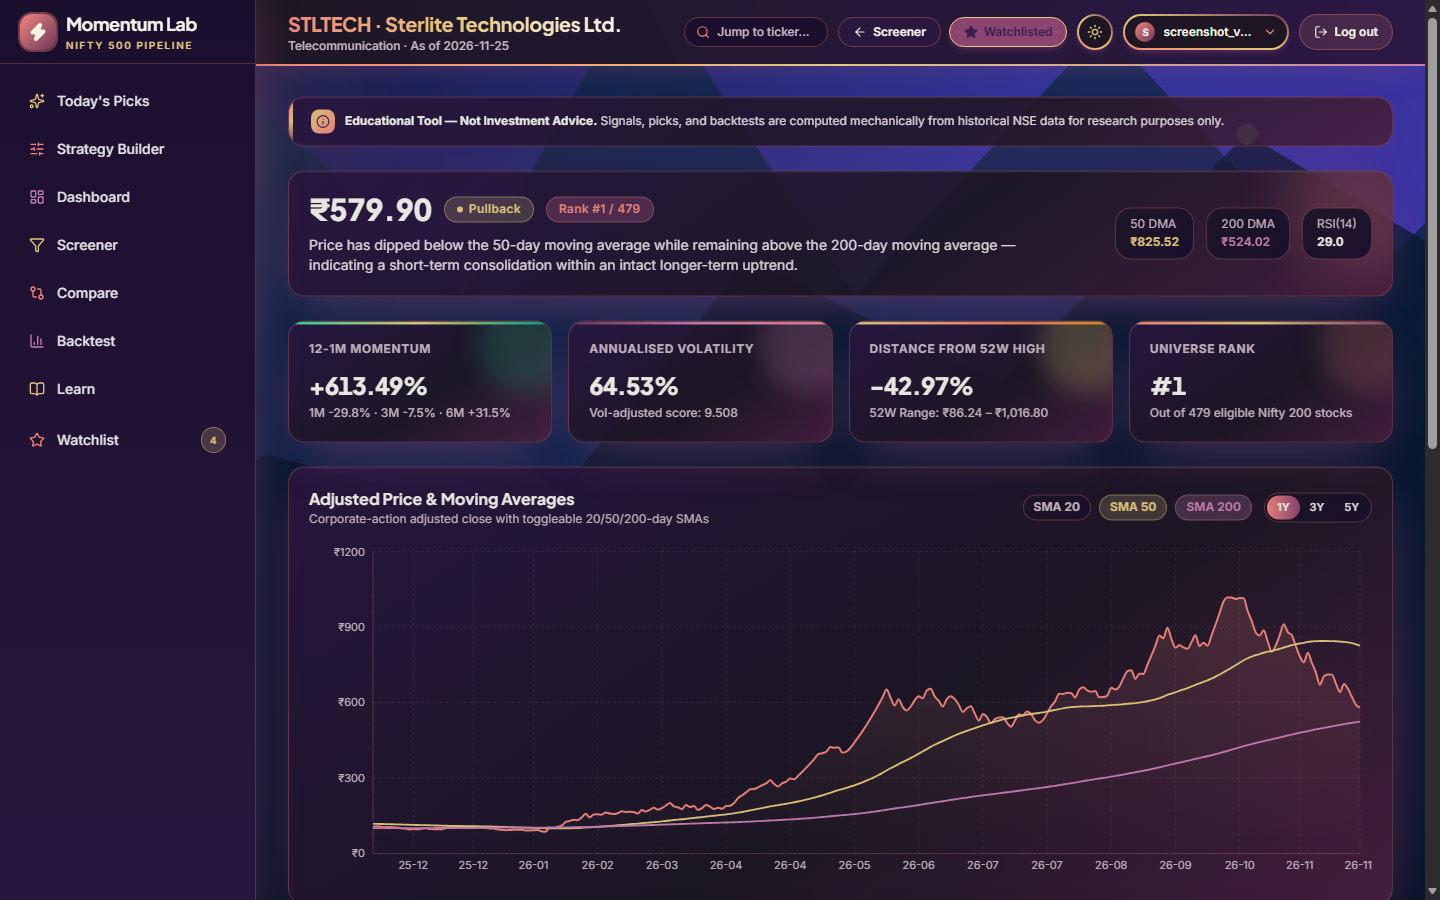 Momentum Lab
NIFTY 500 PIPELINE
Today's Picks
Strategy Builder
Dashboard
Screener
Compare
Backtest
Learn
Watchlist
4
STLTECH · Sterlite Technologies Ltd.
Telecommunication · As of 2026-11-25
Jump to ticker...
Screener
Watchlisted
S
screenshot_v...
Log out
Educational Tool — Not Investment Advice. Signals, picks, and backtests are computed mechanically from historical NSE data for research purposes only.
₹579.90
Pullback
Rank #1 / 479
Price has dipped below the 50-day moving average while remaining above the 200-day moving average —
indicating a short-term consolidation within an intact longer-term uptrend.
50 DMA
₹825.52
200 DMA
₹524.02
RSI(14)
29.0
12-1M MOMENTUM
+613.49%
1M -29.8% · 3M -7.5% · 6M +31.5%
ANNUALISED VOLATILITY
64.53%
Vol-adjusted score: 9.508
DISTANCE FROM 52W HIGH
-42.97%
52W Range: ₹86.24 – ₹1,016.80
UNIVERSE RANK
#1
Out of 479 eligible Nifty 200 stocks
Adjusted Price & Moving Averages
Corporate-action adjusted close with toggleable 20/50/200-day SMAs
SMA 20
SMA 50
SMA 200
1Y
3Y
5Y
₹1200
₹900
₹600
₹300
₹0
25-12 25-12 26-01 26-02 26-03 26-04 26-04 26-05 26-06 26-07 26-07 26-08 26-09 26-10 26-11 26-11